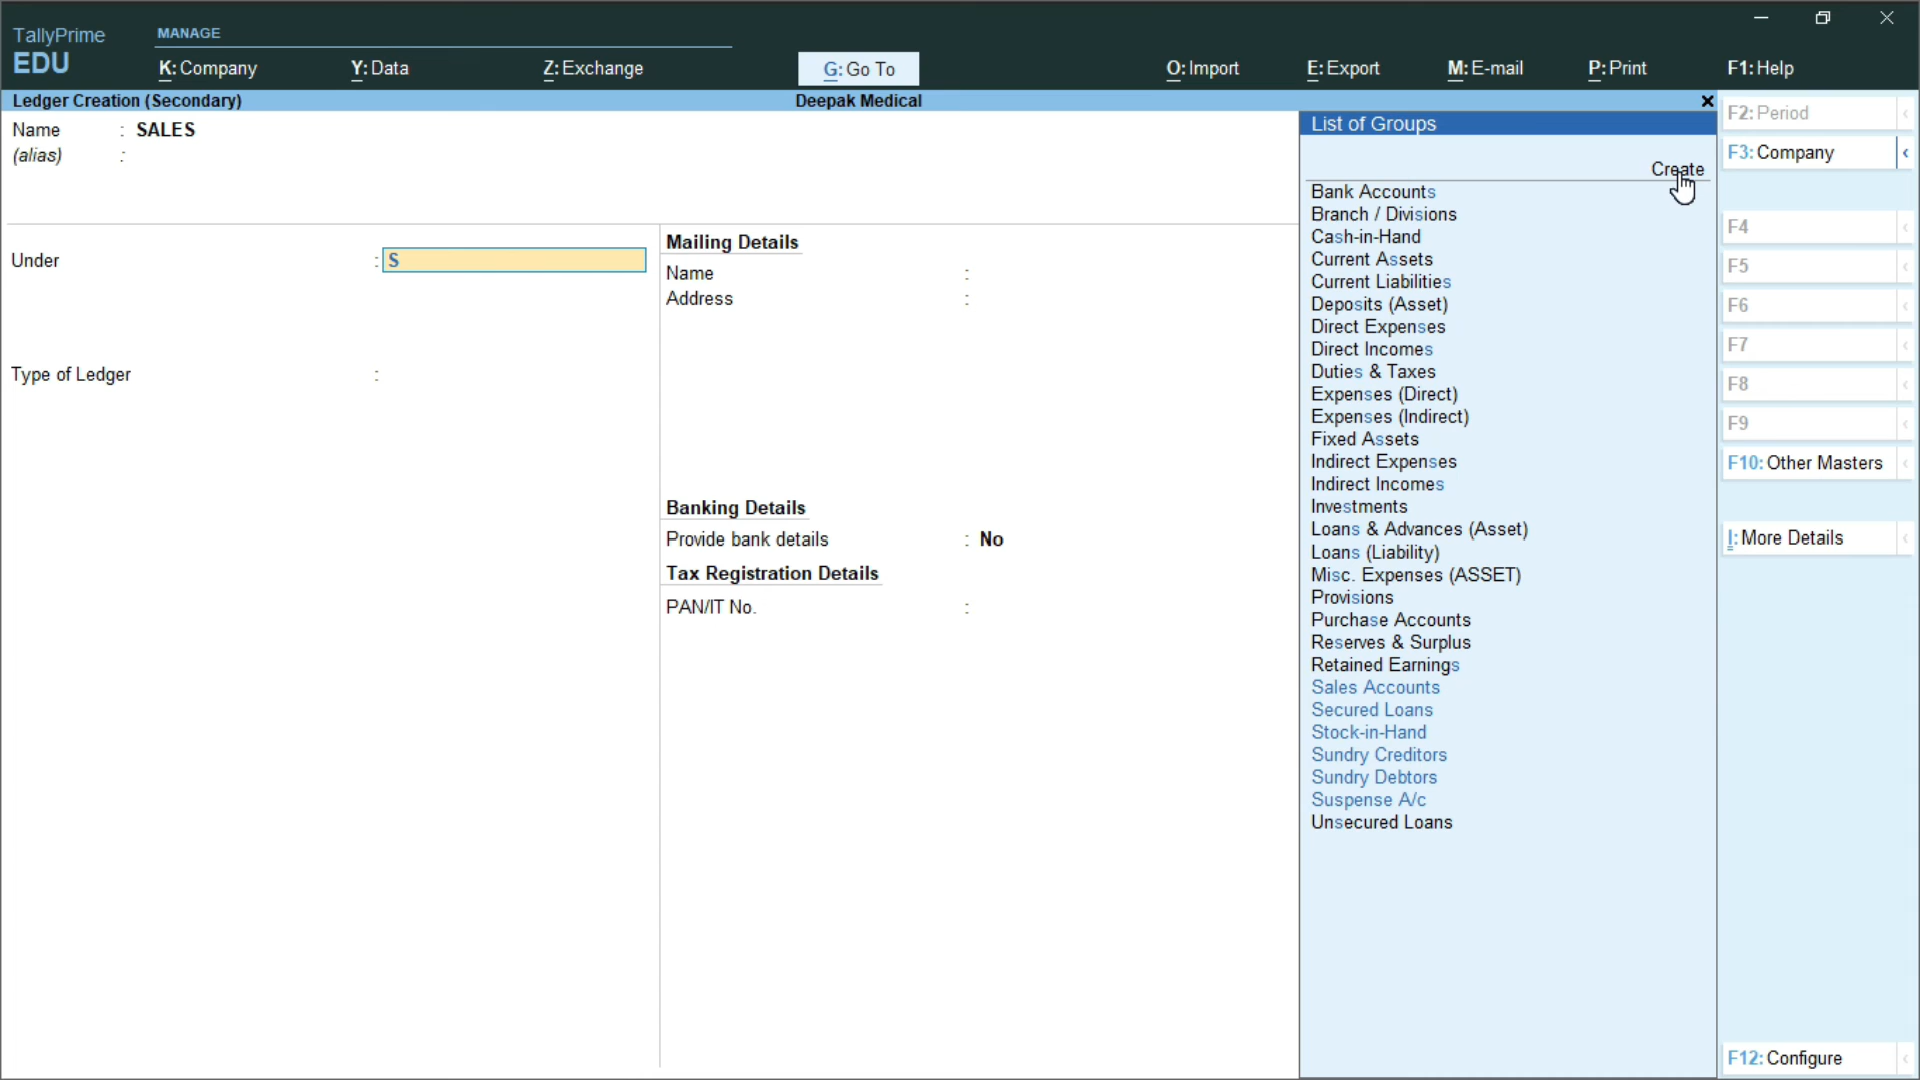 TallyPrime
EDU
MANAGE
K: Company
Y: Data
Z: Exchange
G: Go To
O: Import
E: Export
M: E-mail
P: Print
F1: Help
Ledger Creation (Secondary)
Deepak Medical
Name : SALES
(alias) :
Under : S
Type of Ledger :
Mailing Details
Name :
Address :
Banking Details
Provide bank details : No
Tax Registration Details
PAN/IT No. :
List of Groups
Create
Bank Accounts
Branch / Divisions
Cash-in-Hand
Current Assets
Current Liabilities
Deposits (Asset)
Direct Expenses
Direct Incomes
Duties & Taxes
Expenses (Direct)
Expenses (Indirect)
Fixed Assets
Indirect Expenses
Indirect Incomes
Investments
Loans & Advances (Asset)
Loans (Liability)
Misc. Expenses (ASSET)
Provisions
Purchase Accounts
Reserves & Surplus
Retained Earnings
Sales Accounts
Secured Loans
Stock-in-Hand
Sundry Creditors
Sundry Debtors
Suspense A/c
Unsecured Loans
F2: Period
F3: Company
F4
F5
F6
F7
F8
F9
F10: Other Masters
I: More Details
F12: Configure